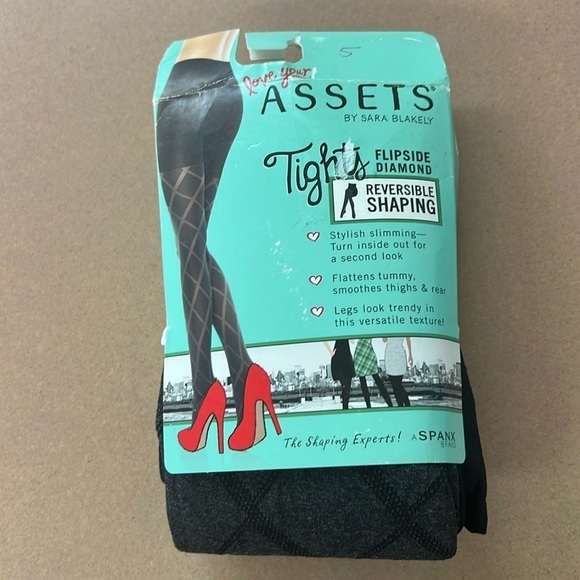 5
love your
ASSETS®
BY SARA BLAKELY
Tights
FLIPSIDE
DIAMOND
REVERSIBLE
SHAPING
Stylish slimming—
Turn inside out for
a second look
Flattens tummy,
smoothes thighs & rear
Legs look trendy in
this versatile texture!
The Shaping Experts!
A SPANX
BRAND